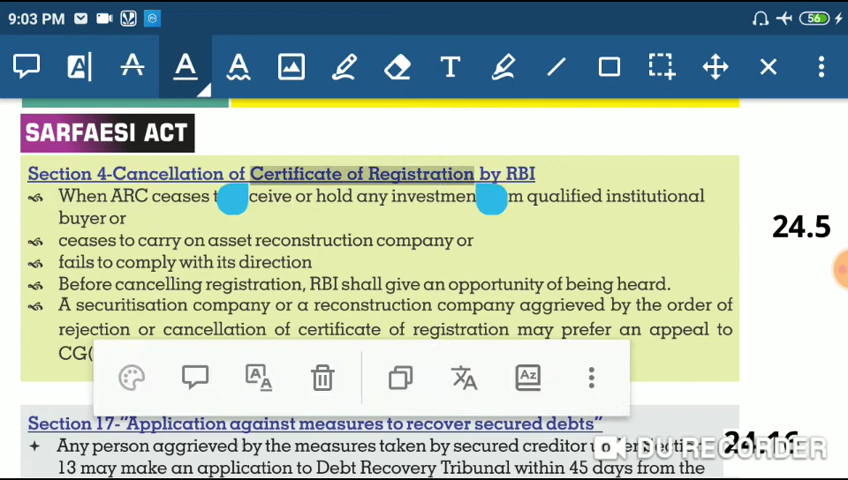 9:03 PM
56
A
A
A
A
T
SARFAESI ACT
Section 4-Cancellation of Certificate of Registration by RBI
When ARC ceases t ceive or hold any investmen m qualified institutional
buyer or
24.5
ceases to carry on asset reconstruction company or
fails to comply with its direction
Before cancelling registration, RBI shall give an opportunity of being heard.
A securitisation company or a reconstruction company aggrieved by the order of
rejection or cancellation of certificate of registration may prefer an appeal to
CG(
Az
Section 17-"Application against measures to recover secured debts"
Any person aggrieved by the measures taken by secured creditor
24.16
DU RECORDER
13 may make an application to Debt Recovery Tribunal within 45 days from the